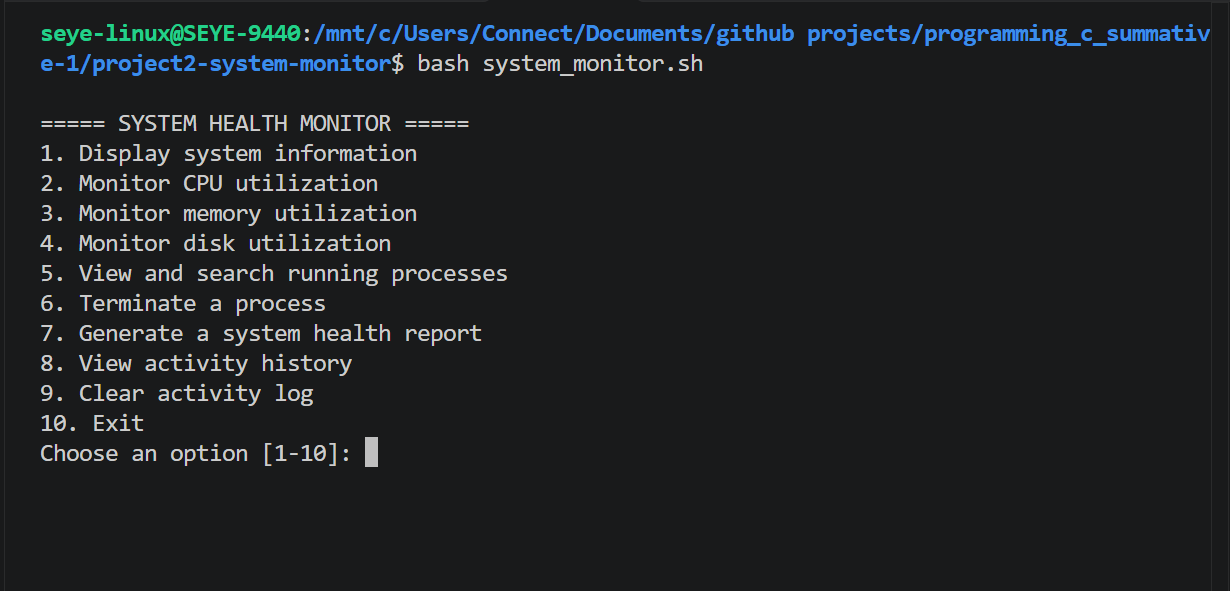 seye-linux@SEYE-9440:/mnt/c/Users/Connect/Documents/github projects/programming_c_summativ
e-1/project2-system-monitor$ bash system_monitor.sh
===== SYSTEM HEALTH MONITOR =====
1. Display system information
2. Monitor CPU utilization
3. Monitor memory utilization
4. Monitor disk utilization
5. View and search running processes
6. Terminate a process
7. Generate a system health report
8. View activity history
9. Clear activity log
10. Exit
Choose an option [1-10]: